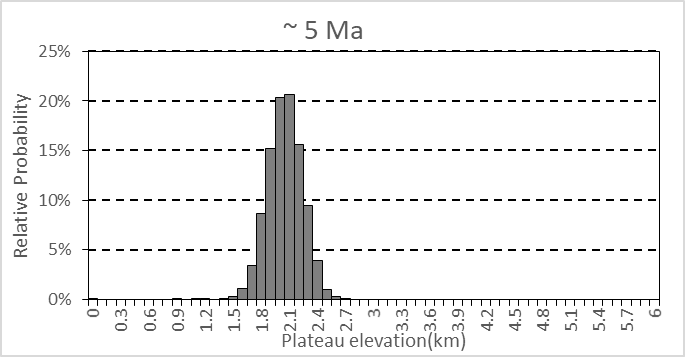 ~ 5 Ma
25%
20%
15%
10%
5%
0%
Relative Probability
0 0.3 0.6 0.9 1.2 1.5 1.8 2.1 2.4 2.7 3 3.3 3.6 3.9 4.2 4.5 4.8 5.1 5.4 5.7 6
Plateau elevation(km)